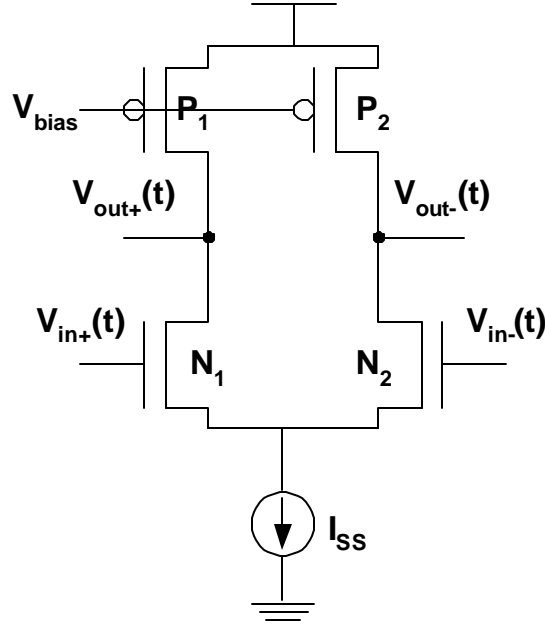 V_bias
P_1
P_2
V_out+(t)
V_out-(t)
V_in+(t)
V_in-(t)
N_1
N_2
I_SS